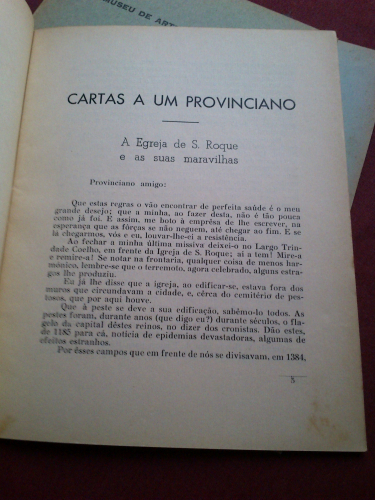 MUSEU DE ART
CARTAS A UM PROVINCIANO
A Egreja de S. Roque
e as suas maravilhas
Provinciano amigo:
Que estas regras o vão encontrar de perfeita saúde é o meu
grande desejo; que a minha, ao fazer desta, não é tão pouca
como já foi. E assim, me boto à emprêsa de lhe escrever, na
esperança que as fôrças se não neguem, até chegar ao fim. E se
lá chegarmos, vós e eu, louvar-lhe-ei a resistência.
Ao fechar a minha última missiva deixei-o no Largo Trin-
dade Coelho, em frente da Igreja de S. Roque; aí a tem! Mire-a
e remire-a! Se notar na frontaria, qualquer coisa de menos har-
mónico, lembre-se que o terremoto, agora celebrado, alguns estra-
gos lhe produziu.
Eu já lhe disse que a igreja, ao edificar-se, estava fora dos
muros que circundavam a cidade, e, cêrca do cemitério de pes-
tosos, que por aqui houve.
Que à peste se deve a sua edificação, sabêmo-lo todos. As
pestes foram, durante anos (que digo eu?) durante séculos, o fla-
gelo da capital dêstes reinos, no dizer dos cronistas. Dão estes,
de 1185 para cá, notícia de epidemias devastadoras, algumas de
efeitos estranhos.
Por êsses campos que em frente de nós se divisavam, em 1384,
5